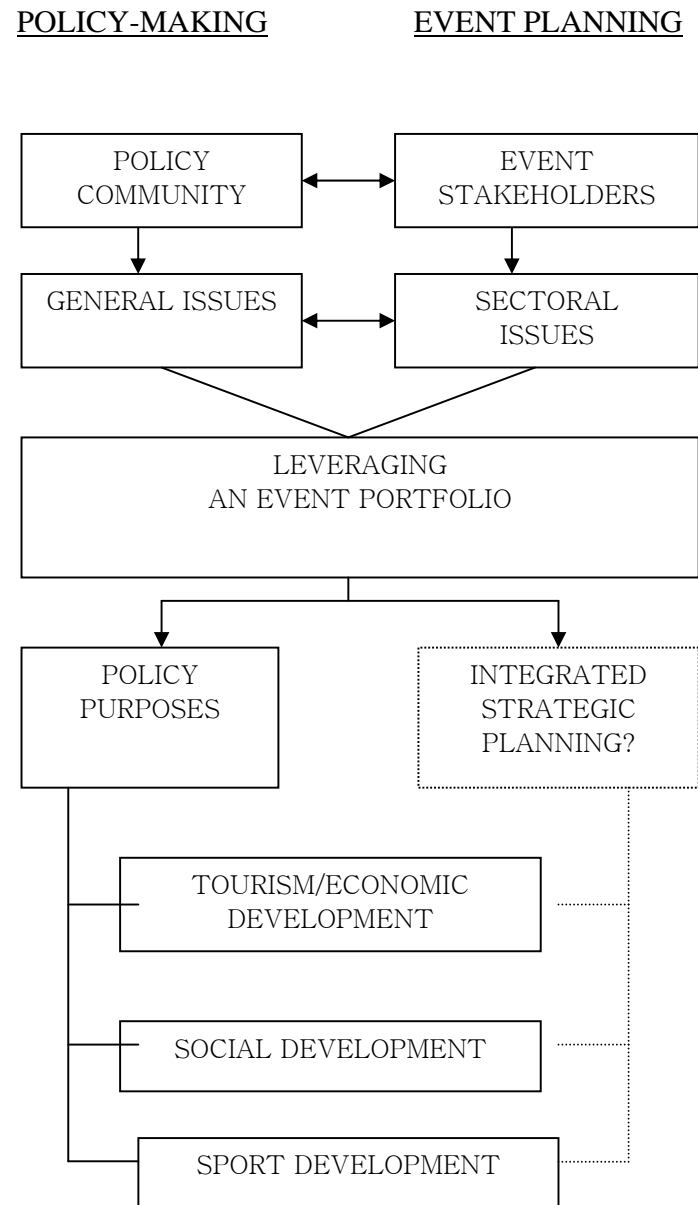 POLICY-MAKING
EVENT PLANNING
POLICY
COMMUNITY
EVENT
STAKEHOLDERS
GENERAL ISSUES
SECTORAL
ISSUES
LEVERAGING
AN EVENT PORTFOLIO
POLICY
PURPOSES
INTEGRATED
STRATEGIC
PLANNING?
TOURISM/ECONOMIC
DEVELOPMENT
SOCIAL DEVELOPMENT
SPORT DEVELOPMENT